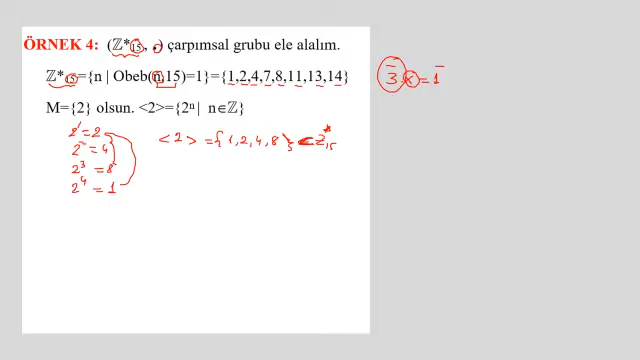 ÖRNEK 4: (ℤ*₁₅, .) çarpımsal grubu ele alalım.
ℤ*₁₅={n | Obeb(n,15)=1}={1,2,4,7,8,11,13,14}
3̄ . x = 1̄
M={2} olsun. <2>={2ⁿ | n∈ℤ}
2¹ = 2
<2> = {1, 2, 4, 8} < ℤ*₁₅
2² = 4
2³ = 8
2⁴ = 1